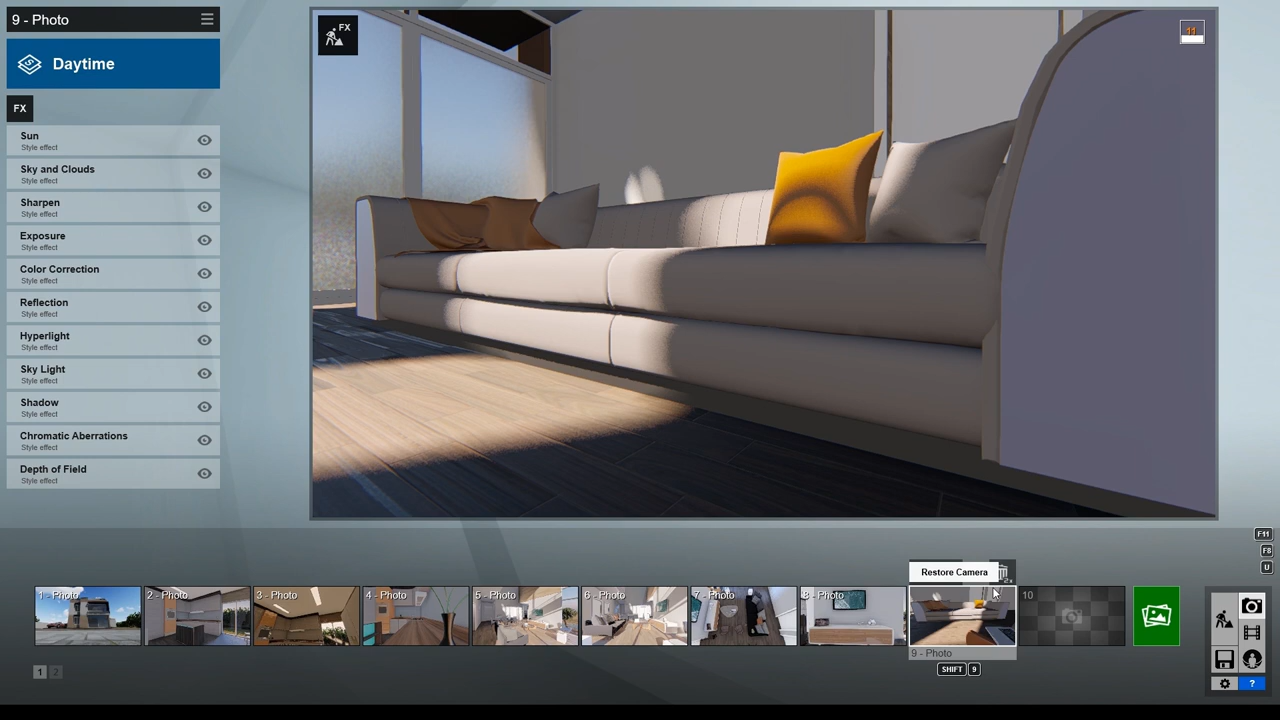 9 - Photo
Daytime
FX
Sun
Style effect
Sky and Clouds
Style effect
Sharpen
Style effect
Exposure
Style effect
Color Correction
Style effect
Reflection
Style effect
Hyperlight
Style effect
Sky Light
Style effect
Shadow
Style effect
Chromatic Aberrations
Style effect
Depth of Field
Style effect
FX
11
F11
F8
U
Restore Camera
2x
1 - Photo
2 - Photo
3 - Photo
4 - Photo
5 - Photo
6 - Photo
7 - Photo
8 - Photo
10
9 - Photo
SHIFT 9
1 2
?